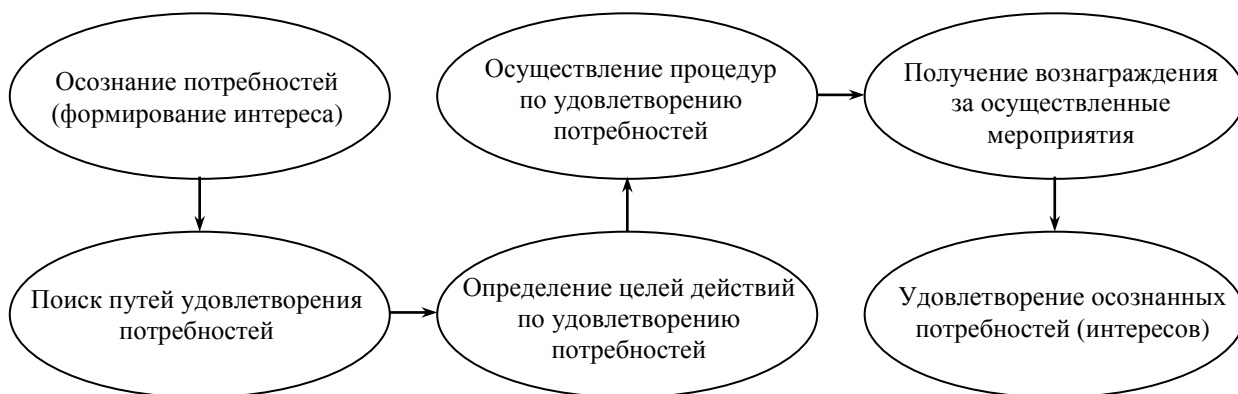 Осознание потребностей
(формирование интереса)
Поиск путей удовлетворения
потребностей
Определение целей действий
по удовлетворению
потребностей
Осуществление процедур
по удовлетворению
потребностей
Получение вознаграждения
за осуществленные
мероприятия
Удовлетворение осознанных
потребностей (интересов)